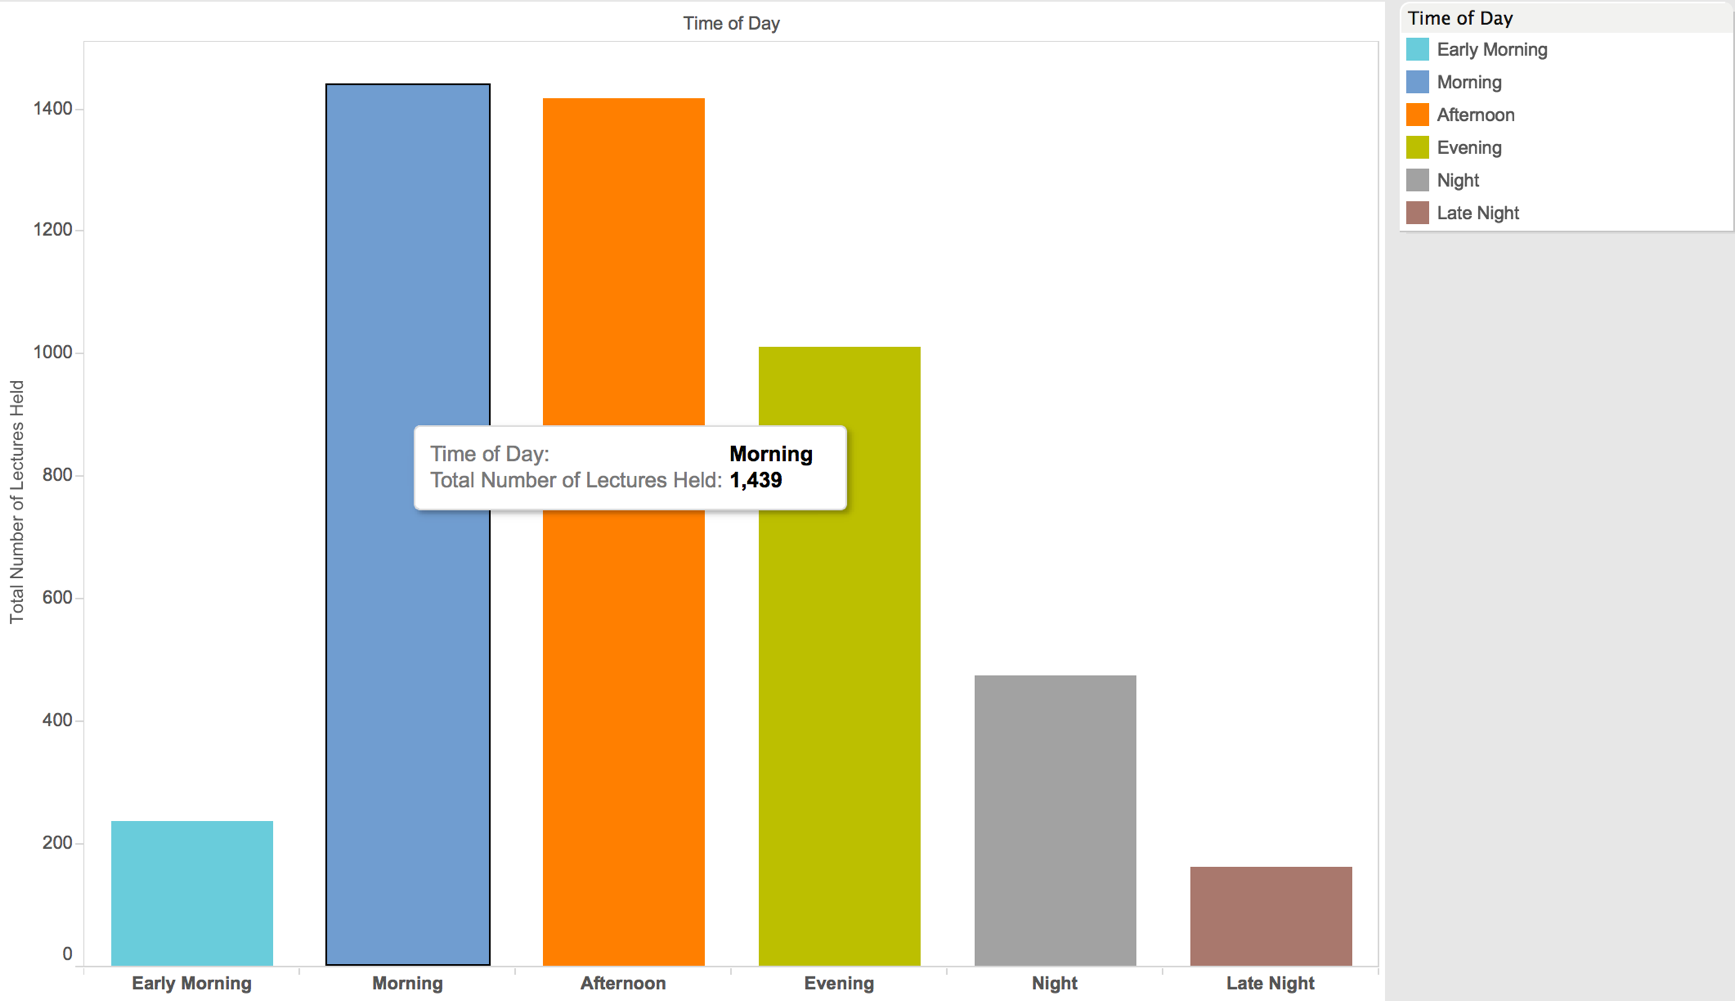 Time of Day
1400
1200
1000
800
600
400
200
0
Total Number of Lectures Held
Time of Day: Morning
Total Number of Lectures Held: 1,439
Early Morning Morning Afternoon Evening Night Late Night
Time of Day
Early Morning
Morning
Afternoon
Evening
Night
Late Night